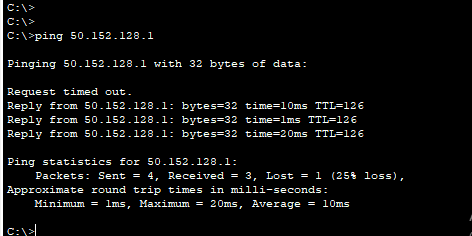 C:\>
C:\>
C:\>ping 50.152.128.1
Pinging 50.152.128.1 with 32 bytes of data:
Request timed out.
Reply from 50.152.128.1: bytes=32 time=10ms TTL=126
Reply from 50.152.128.1: bytes=32 time=1ms TTL=126
Reply from 50.152.128.1: bytes=32 time=20ms TTL=126
Ping statistics for 50.152.128.1:
Packets: Sent = 4, Received = 3, Lost = 1 (25% loss),
Approximate round trip times in milli-seconds:
Minimum = 1ms, Maximum = 20ms, Average = 10ms
C:\>